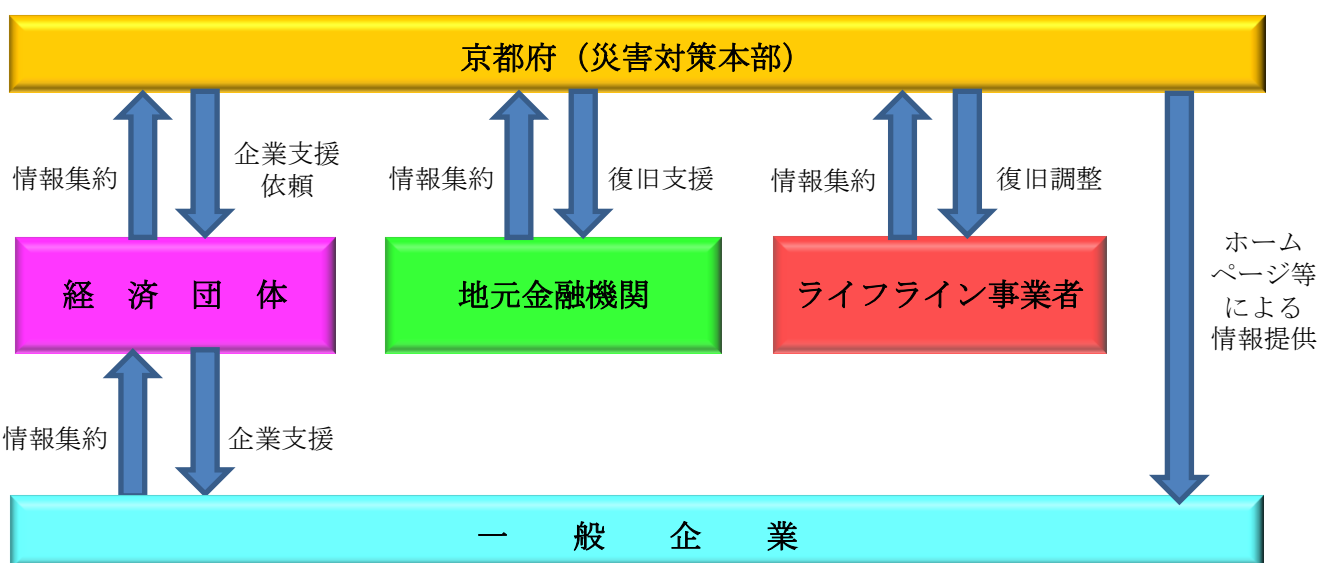 京都府（災害対策本部）
情報集約
企業支援
依頼
情報集約
復旧支援
情報集約
復旧調整
ホーム
ページ等
による
情報提供
経　済　団　体
地元金融機関
ライフライン事業者
情報集約
企業支援
一　般　企　業